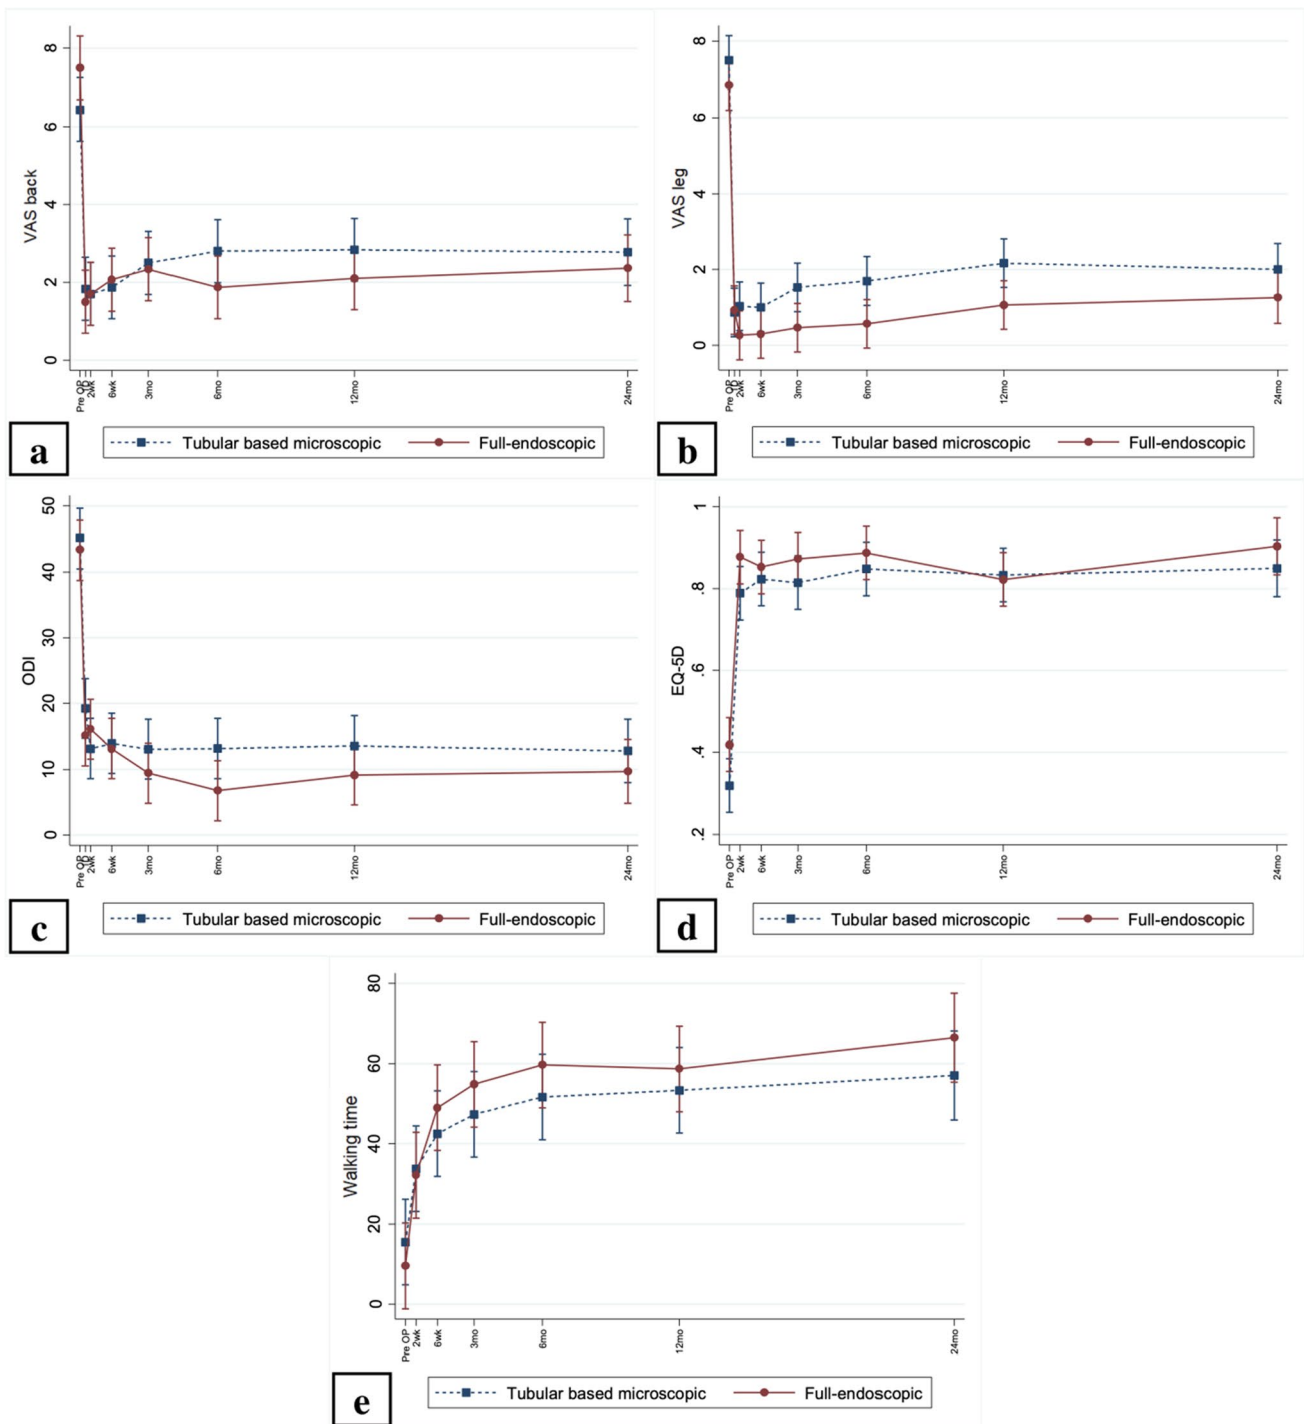 8
6
4
2
0
VAS back
Pre OP
1D
2wk
6wk
3mo
6mo
12mo
24mo
Tubular based microscopic
Full-endoscopic
a
8
6
4
2
0
VAS leg
Pre OP
1D
2wk
6wk
3mo
6mo
12mo
24mo
Tubular based microscopic
Full-endoscopic
b
50
40
30
20
10
0
ODI
Pre OP
1D
2wk
6wk
3mo
6mo
12mo
24mo
Tubular based microscopic
Full-endoscopic
c
1
.8
.6
.4
.2
EQ-5D
Pre OP
2wk
6wk
3mo
6mo
12mo
24mo
Tubular based microscopic
Full-endoscopic
d
80
60
40
20
0
Walking time
Pre OP
2wk
6wk
3mo
6mo
12mo
24mo
Tubular based microscopic
Full-endoscopic
e